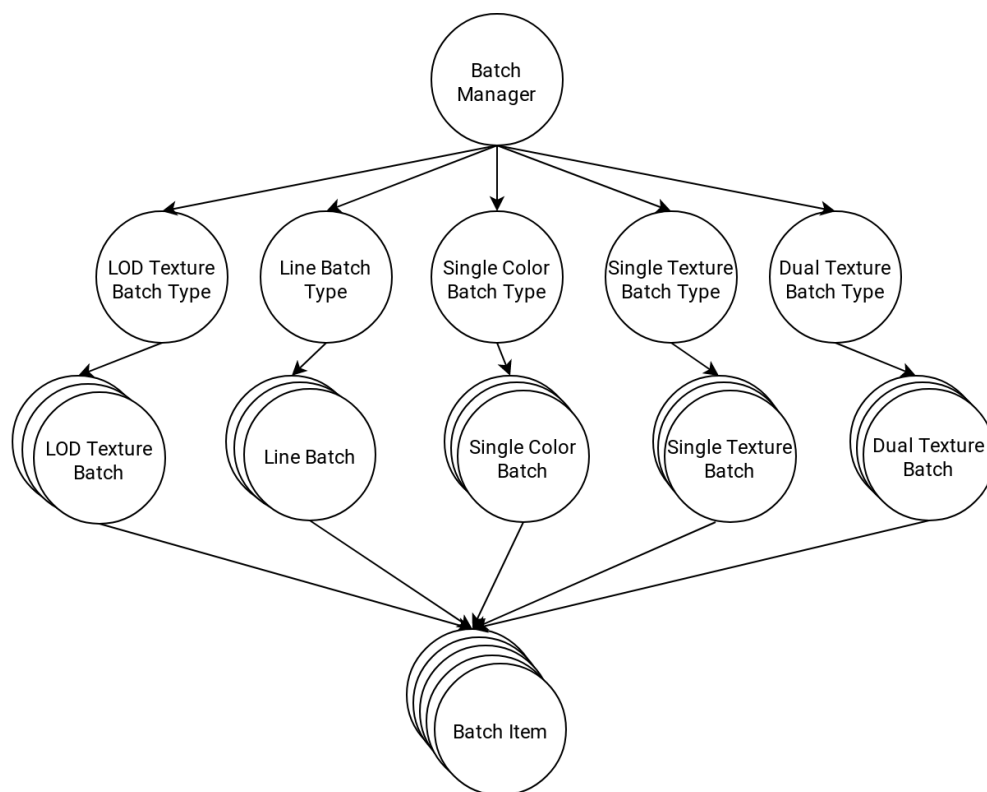 Batch
Manager
LOD Texture
Batch Type
Line Batch
Type
Single Color
Batch Type
Single Texture
Batch Type
Dual Texture
Batch Type
LOD Texture
Batch
Line Batch
Single Color
Batch
Single Texture
Batch
Dual Texture
Batch
Batch Item